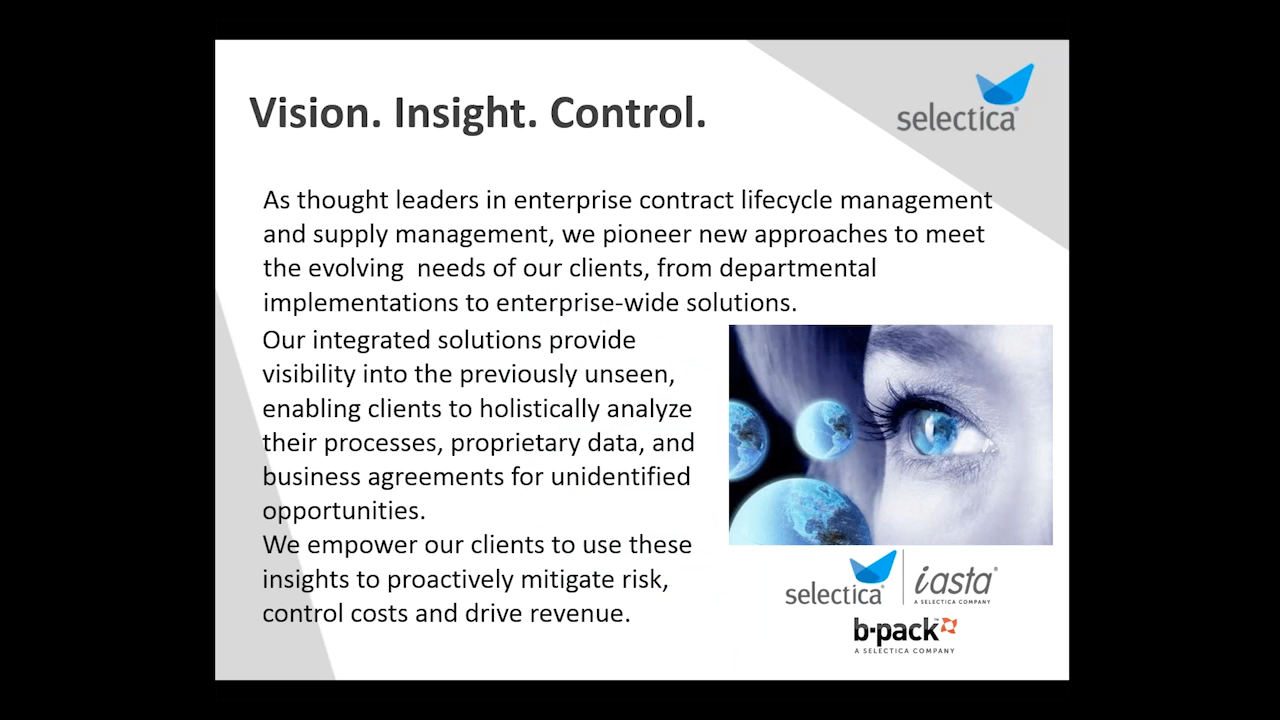 Vision. Insight. Control.
selectica
As thought leaders in enterprise contract lifecycle management
and supply management, we pioneer new approaches to meet
the evolving  needs of our clients, from departmental
implementations to enterprise-wide solutions.
Our integrated solutions provide
visibility into the previously unseen,
enabling clients to holistically analyze
their processes, proprietary data, and
business agreements for unidentified
opportunities.
We empower our clients to use these
insights to proactively mitigate risk,
control costs and drive revenue.
selectica® iasta®
A SELECTICA COMPANY
b-pack™
A SELECTICA COMPANY